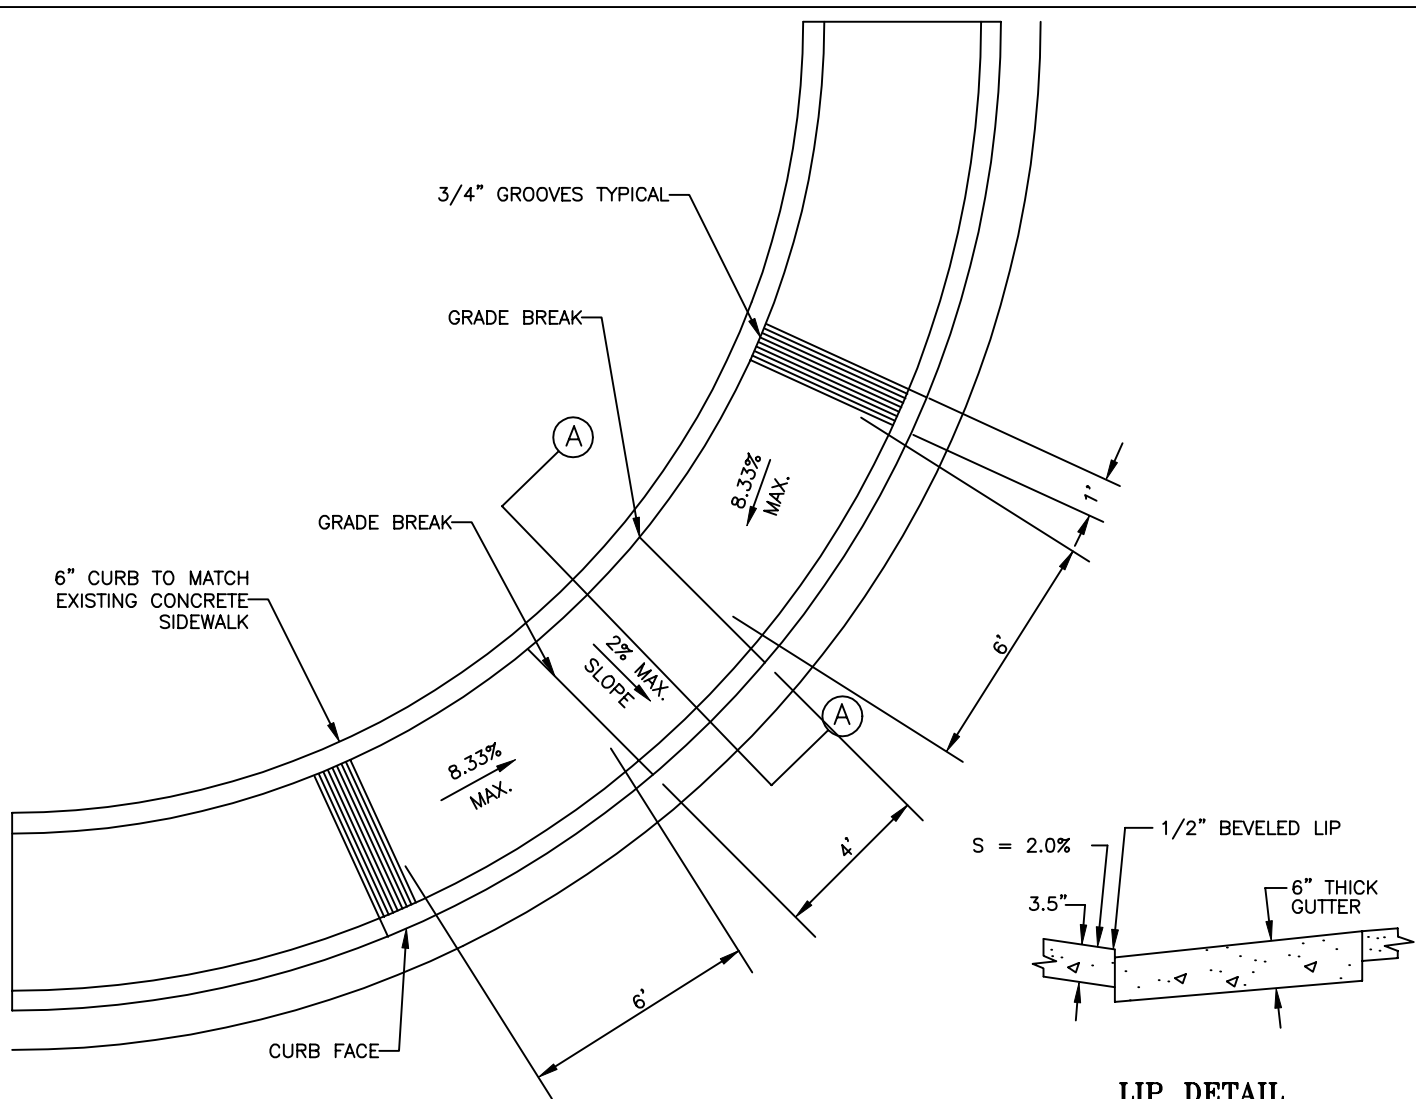 3/4" GROOVES TYPICAL
GRADE BREAK
A
8.33%
MAX.
1'
GRADE BREAK
6" CURB TO MATCH
EXISTING CONCRETE
SIDEWALK
2% MAX.
SLOPE
6'
A
8.33%
MAX.
4'
1/2" BEVELED LIP
S = 2.0%
6" THICK
GUTTER
3.5"
6'
CURB FACE
LIP DETAIL